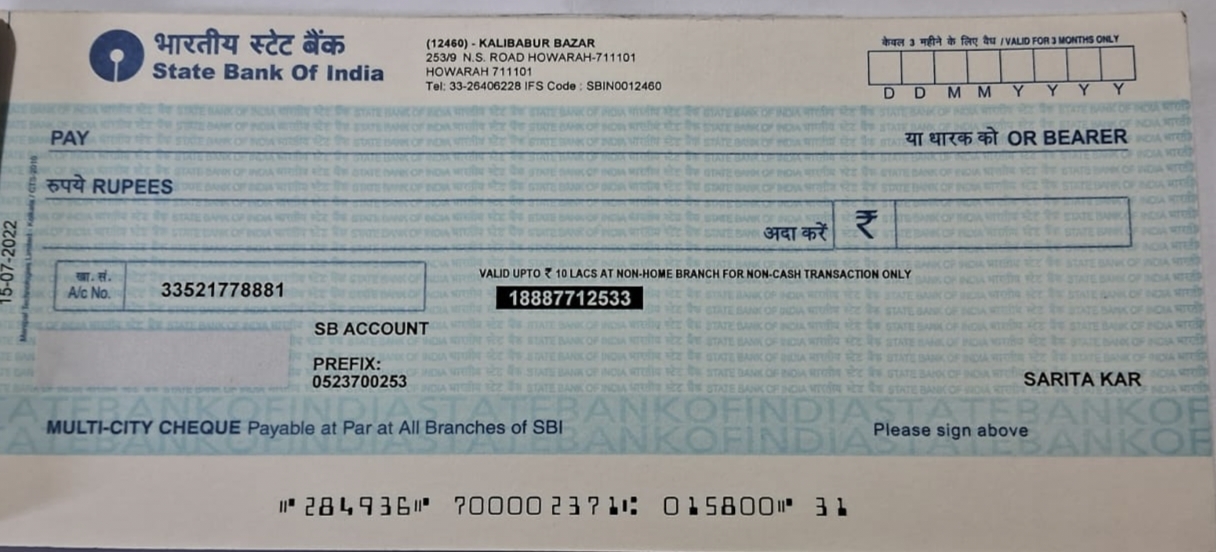 भारतीय स्टेट बैंक
State Bank Of India
(12460) - KALIBABUR BAZAR
253/9 N.S. ROAD HOWARAH-711101
HOWARAH 711101
Tel: 33-26406228 IFS Code : SBIN0012460
केवल 3 महीने के लिए वैध / VALID FOR 3 MONTHS ONLY
D D M M Y Y Y Y
PAY
या धारक को OR BEARER
रुपये RUPEES
अदा करें ₹
खा. सं.
A/c No. 33521778881
VALID UPTO ₹ 10 LACS AT NON-HOME BRANCH FOR NON-CASH TRANSACTION ONLY
18887712533
SB ACCOUNT
PREFIX:
0523700253
SARITA KAR
MULTI-CITY CHEQUE Payable at Par at All Branches of SBI
Please sign above
15-07-2022
STATEBANKOFINDIASTATEBANKOF
⑈284936⑈ 700002371⑆ 015800⑈ 31